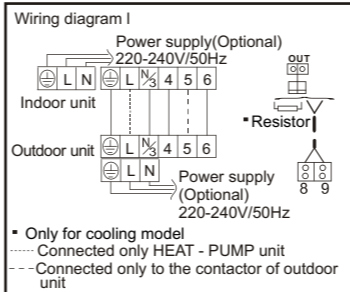 Wiring diagram I
Power supply(Optional)
220-240V/50Hz
L N L N/3 4 5 6
Indoor unit
OUT
▪ Resistor
8 9
Outdoor unit L N/3 4 5 6
L N
Power supply
(Optional)
220-240V/50Hz
▪ Only for cooling model
------ Connected only HEAT - PUMP unit
---Connected only to the contactor of outdoor
unit